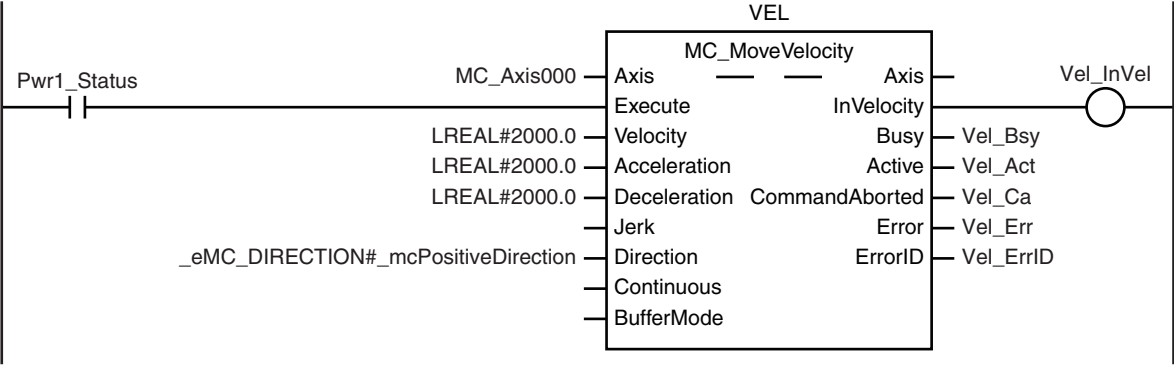 VEL
MC_MoveVelocity
Pwr1_Status
MC_Axis000 Axis Axis Vel_InVel
Execute InVelocity
LREAL#2000.0 Velocity Busy Vel_Bsy
LREAL#2000.0 Acceleration Active Vel_Act
LREAL#2000.0 Deceleration CommandAborted Vel_Ca
Jerk Error Vel_Err
_eMC_DIRECTION#_mcPositiveDirection Direction ErrorID Vel_ErrID
Continuous
BufferMode